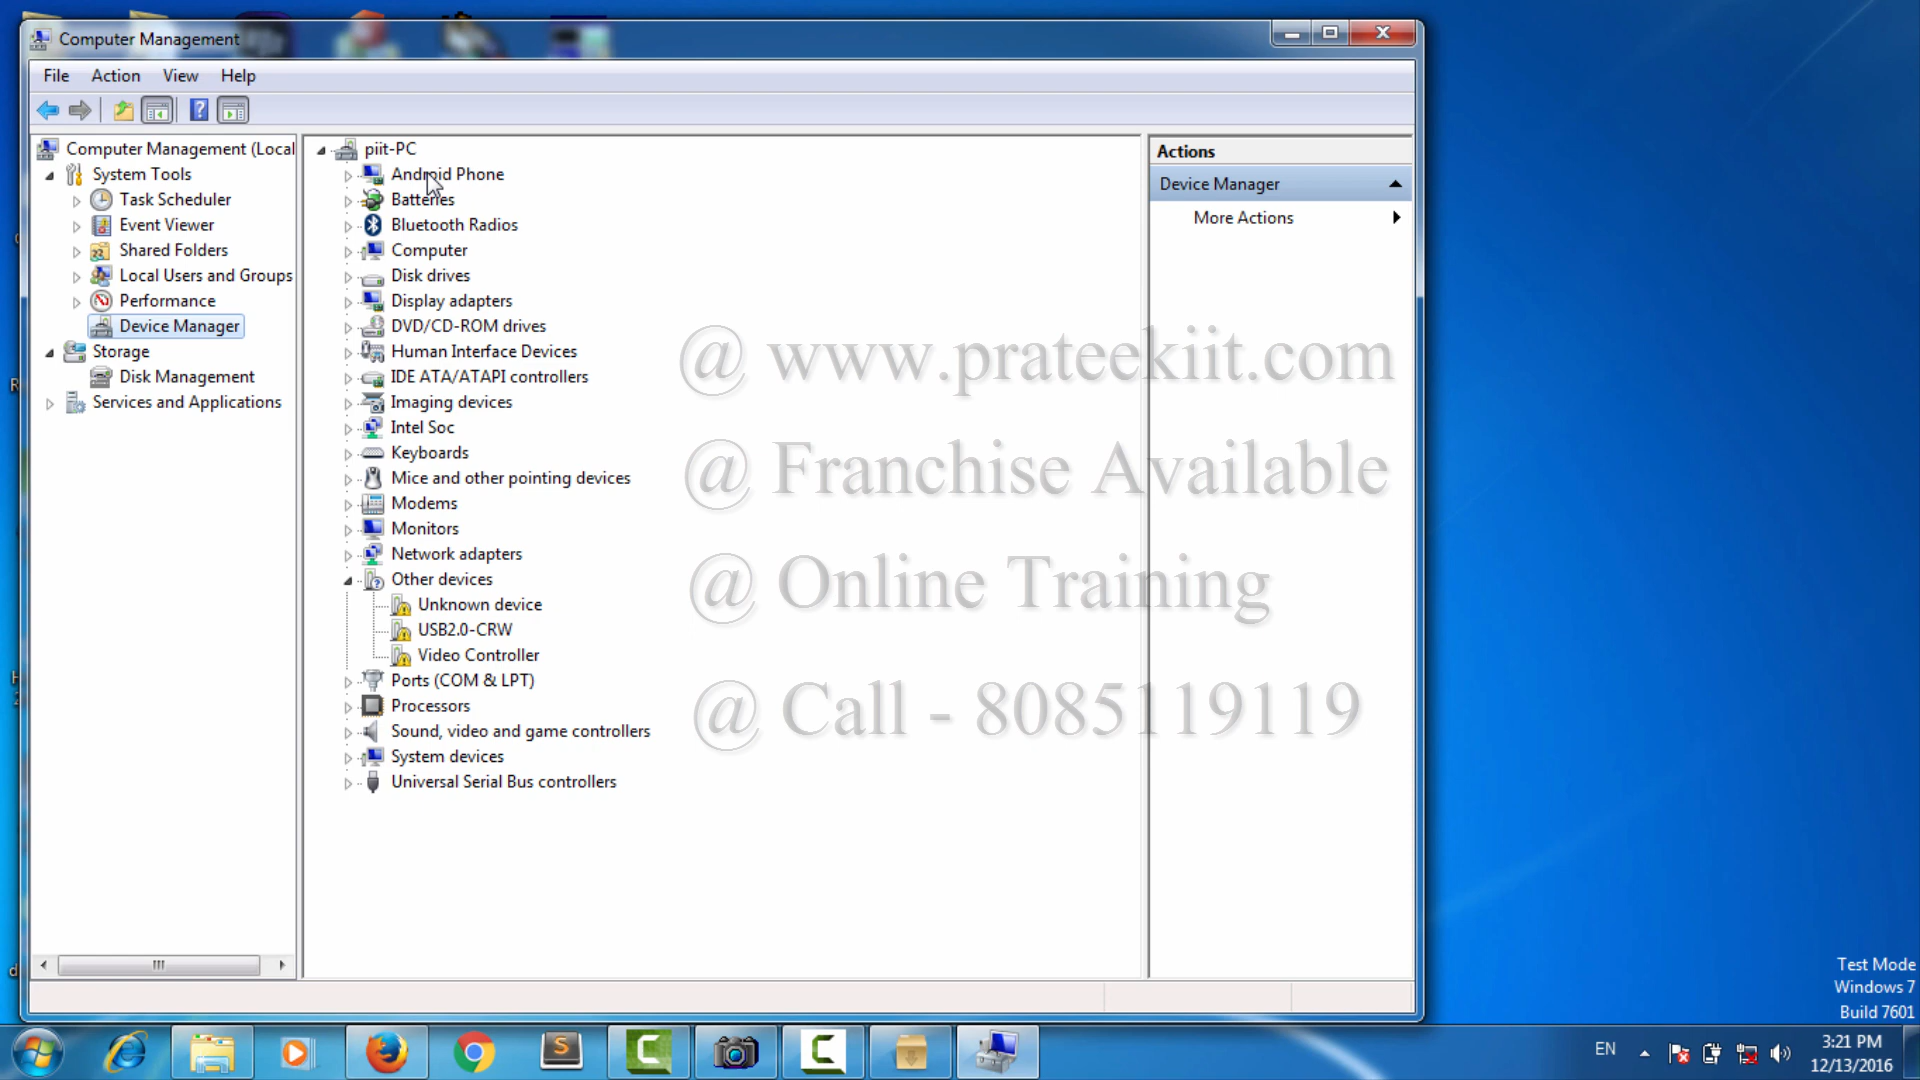 Computer Management
File Action View Help
Computer Management (Local
System Tools
Task Scheduler
Event Viewer
Shared Folders
Local Users and Groups
Performance
Device Manager
Storage
Disk Management
Services and Applications
piit-PC
Android Phone
Batteries
Bluetooth Radios
Computer
Disk drives
Display adapters
DVD/CD-ROM drives
Human Interface Devices
IDE ATA/ATAPI controllers
Imaging devices
Intel Soc
Keyboards
Mice and other pointing devices
Modems
Monitors
Network adapters
Other devices
Unknown device
USB2.0-CRW
Video Controller
Ports (COM & LPT)
Processors
Sound, video and game controllers
System devices
Universal Serial Bus controllers
Actions
Device Manager
More Actions
@ www.prateekiit.com
@ Franchise Available
@ Online Training
@ Call - 8085119119
Test Mode
Windows 7
Build 7601
EN
3:21 PM
12/13/2016